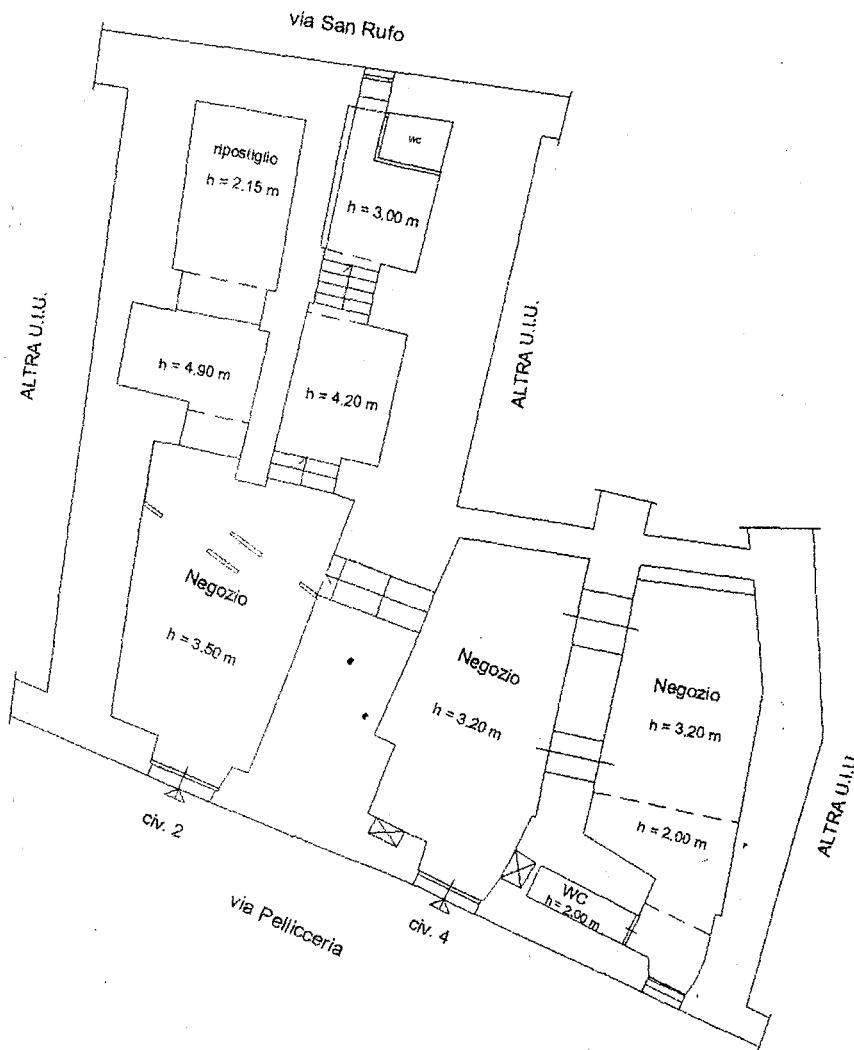 via San Rufo
ripostiglio
h = 2.15 m
wc
h = 3,00 m
ALTRA U.I.U.
ALTRA U.I.U.
h = 4.90 m
h = 4,20 m
Negozio
h = 3.50 m
Negozio
h = 3,20 m
Negozio
h = 3,20 m
h = 2.00 m
ALTRA U.I.U.
WC
h = 2.00 m
civ. 2
civ. 4
via Pellicceria